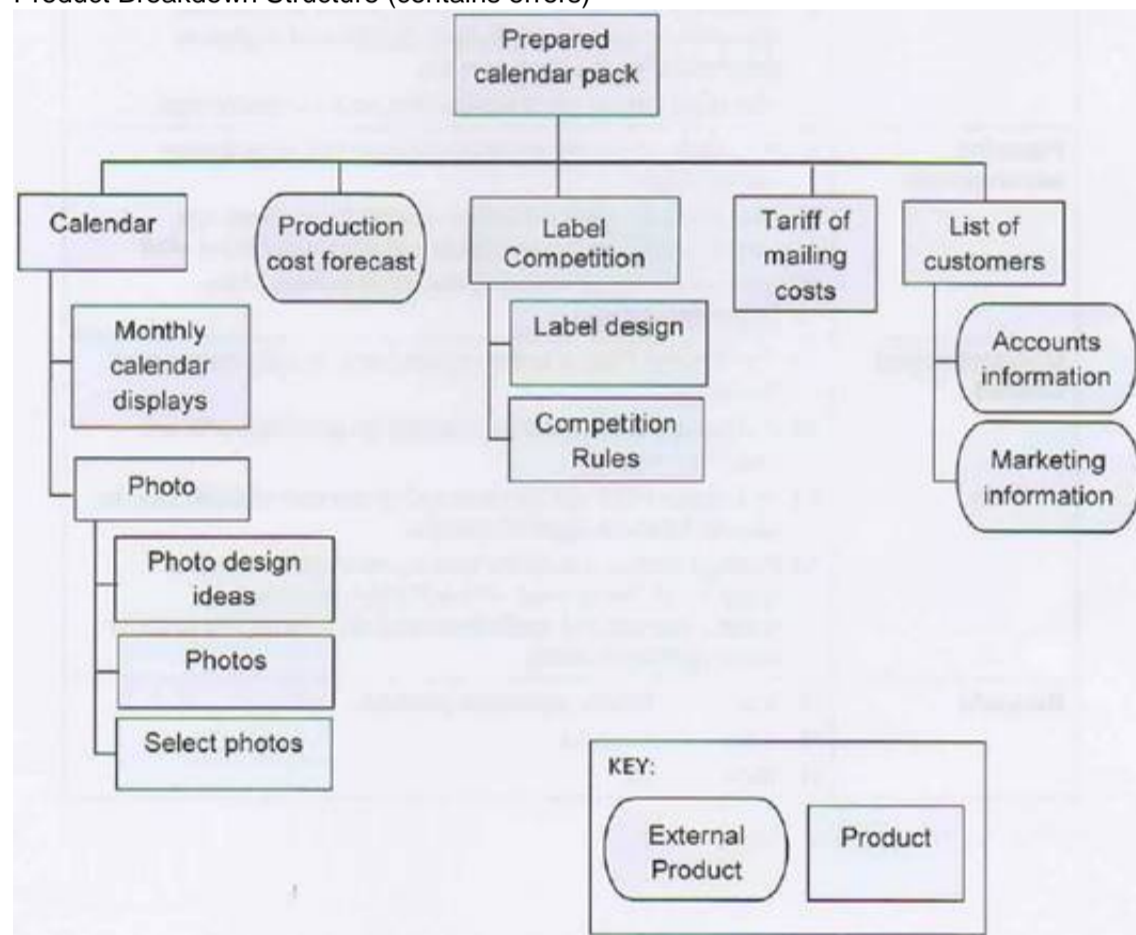 Product Breakdown Structure (contains errors)
Prepared
calendar pack
Calendar
Production
cost forecast
Label
Competition
Tariff of
mailing
costs
List of
customers
Monthly
calendar
displays
Photo
Photo design
ideas
Photos
Select photos
Label design
Competition
Rules
Accounts
information
Marketing
information
KEY:
External
Product
Product